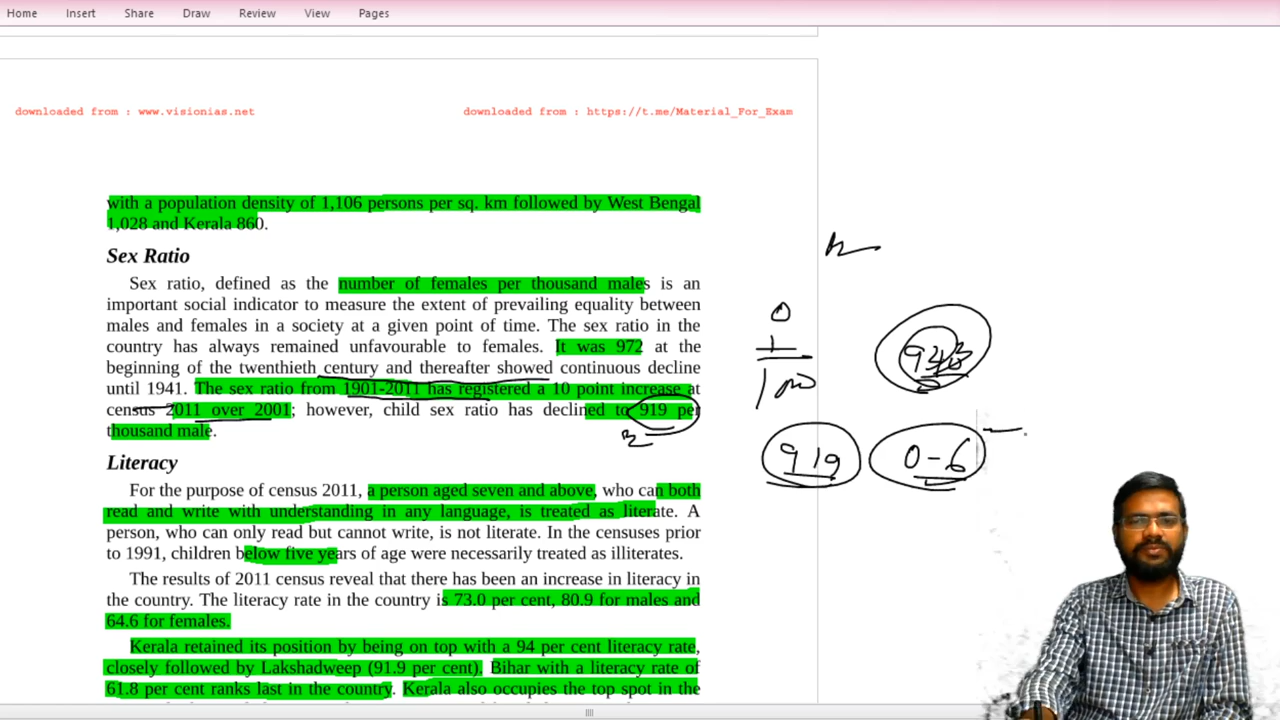 Home Insert Share Draw Review View Pages
downloaded from : www.visionias.net downloaded from : https://t.me/Material_For_Exam
with a population density of 1,106 persons per sq. km followed by West Bengal
1,028 and Kerala 860.
Sex Ratio
Sex ratio, defined as the number of females per thousand males is an
important social indicator to measure the extent of prevailing equality between
males and females in a society at a given point of time. The sex ratio in the
country has always remained unfavourable to females. It was 972 at the
beginning of the twenthieth century and thereafter showed continuous decline
until 1941. The sex ratio from 1901-2011 has registered a 10 point increase at
census 2011 over 2001; however, child sex ratio has declined to 919 per
thousand male.
943
919 0-6
Literacy
For the purpose of census 2011, a person aged seven and above, who can both
read and write with understanding in any language, is treated as literate. A
person, who can only read but cannot write, is not literate. In the censuses prior
to 1991, children below five years of age were necessarily treated as illiterates.
The results of 2011 census reveal that there has been an increase in literacy in
the country. The literacy rate in the country is 73.0 per cent, 80.9 for males and
64.6 for females.
Kerala retained its position by being on top with a 94 per cent literacy rate,
closely followed by Lakshadweep (91.9 per cent). Bihar with a literacy rate of
61.8 per cent ranks last in the country. Kerala also occupies the top spot in the